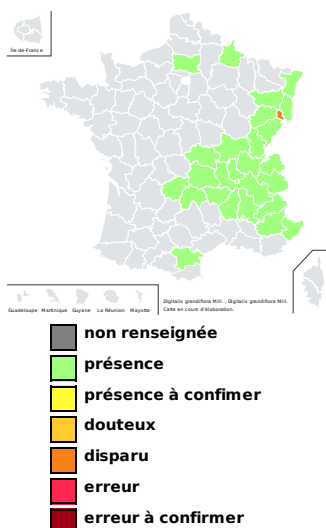 Île-de-France
Guadeloupe Martinique Guyane La Réunion Mayotte
Digitalis grandiflora Mill. , Digitalis grandiflora Mill.
Carte en cours d'élaboration.
non renseignée
présence
présence à confimer
douteux
disparu
erreur
erreur à confirmer